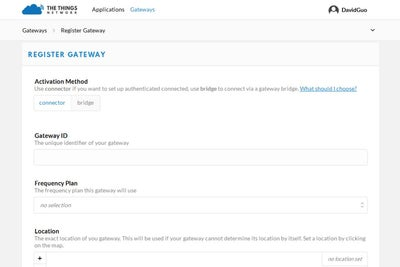 THE THINGS
NETWORK
Applications Gateways
DavidGuo
Gateways > Register Gateway
REGISTER GATEWAY
Activation Method
Use connector if you want to set up authenticated connected, use bridge to connect via a gateway bridge. What should I choose?
connector bridge
Gateway ID
The unique identifier of your gateway
Frequency Plan
The frequency plan this gateway will use
no selection
Location
The exact location of you gateway. This will be used if your gateway cannot determine its location by itself. Set a location by clicking
on the map.
+
no location set